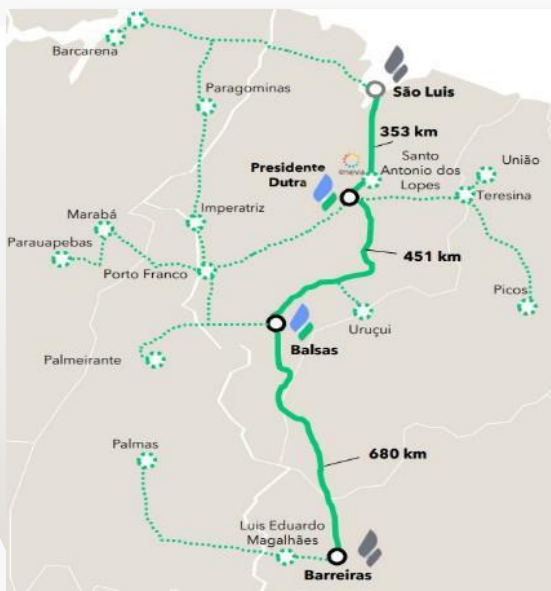 Barcarena
Paragominas
São Luis
353 km
eneva
Santo
Antonio dos
Lopes
União
Presidente
Dutra
Teresina
Marabá
Imperatriz
Parauapebas
Porto Franco
451 km
Picos
Uruçui
Balsas
Palmeirante
Palmas
680 km
Luis Eduardo
Magalhães
Barreiras